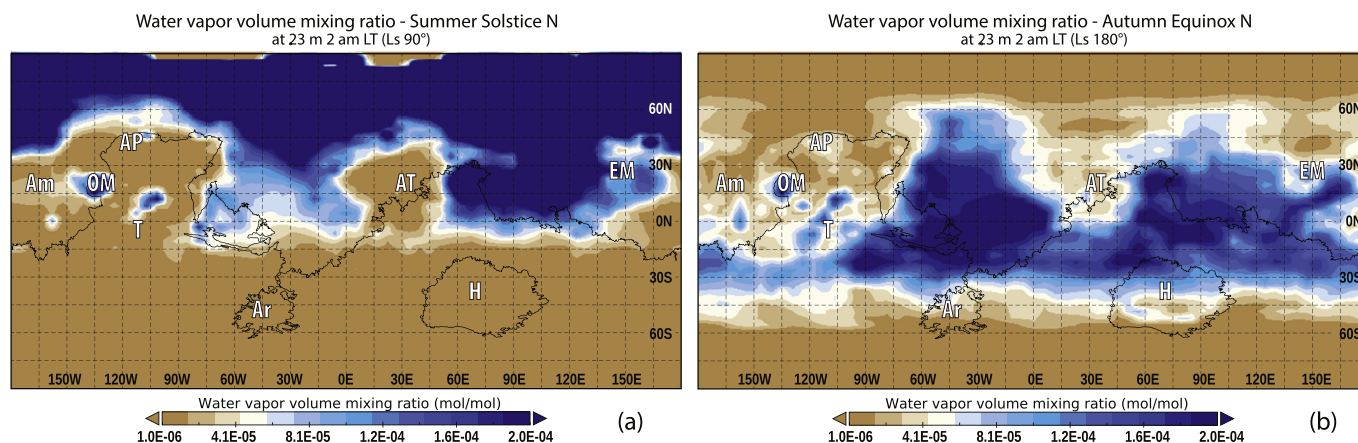 Water vapor volume mixing ratio - Summer Solstice N
at 23 m 2 am LT (Ls 90°)
60N
AP
30N
Am
OM
AT
EM
0N
T
30S
H
Ar
60S
150W 120W 90W 60W 30W 0E 30E 60E 90E 120E 150E
Water vapor volume mixing ratio (mol/mol)
1.0E-06 4.1E-05 8.1E-05 1.2E-04 1.6E-04 2.0E-04
(a)
Water vapor volume mixing ratio - Autumn Equinox N
at 23 m 2 am LT (Ls 180°)
60N
AP
30N
Am
OM
AT
EM
0N
T
30S
H
Ar
60S
150W 120W 90W 60W 30W 0E 30E 60E 90E 120E 150E
Water vapor volume mixing ratio (mol/mol)
1.0E-06 4.1E-05 8.1E-05 1.2E-04 1.6E-04 2.0E-04
(b)